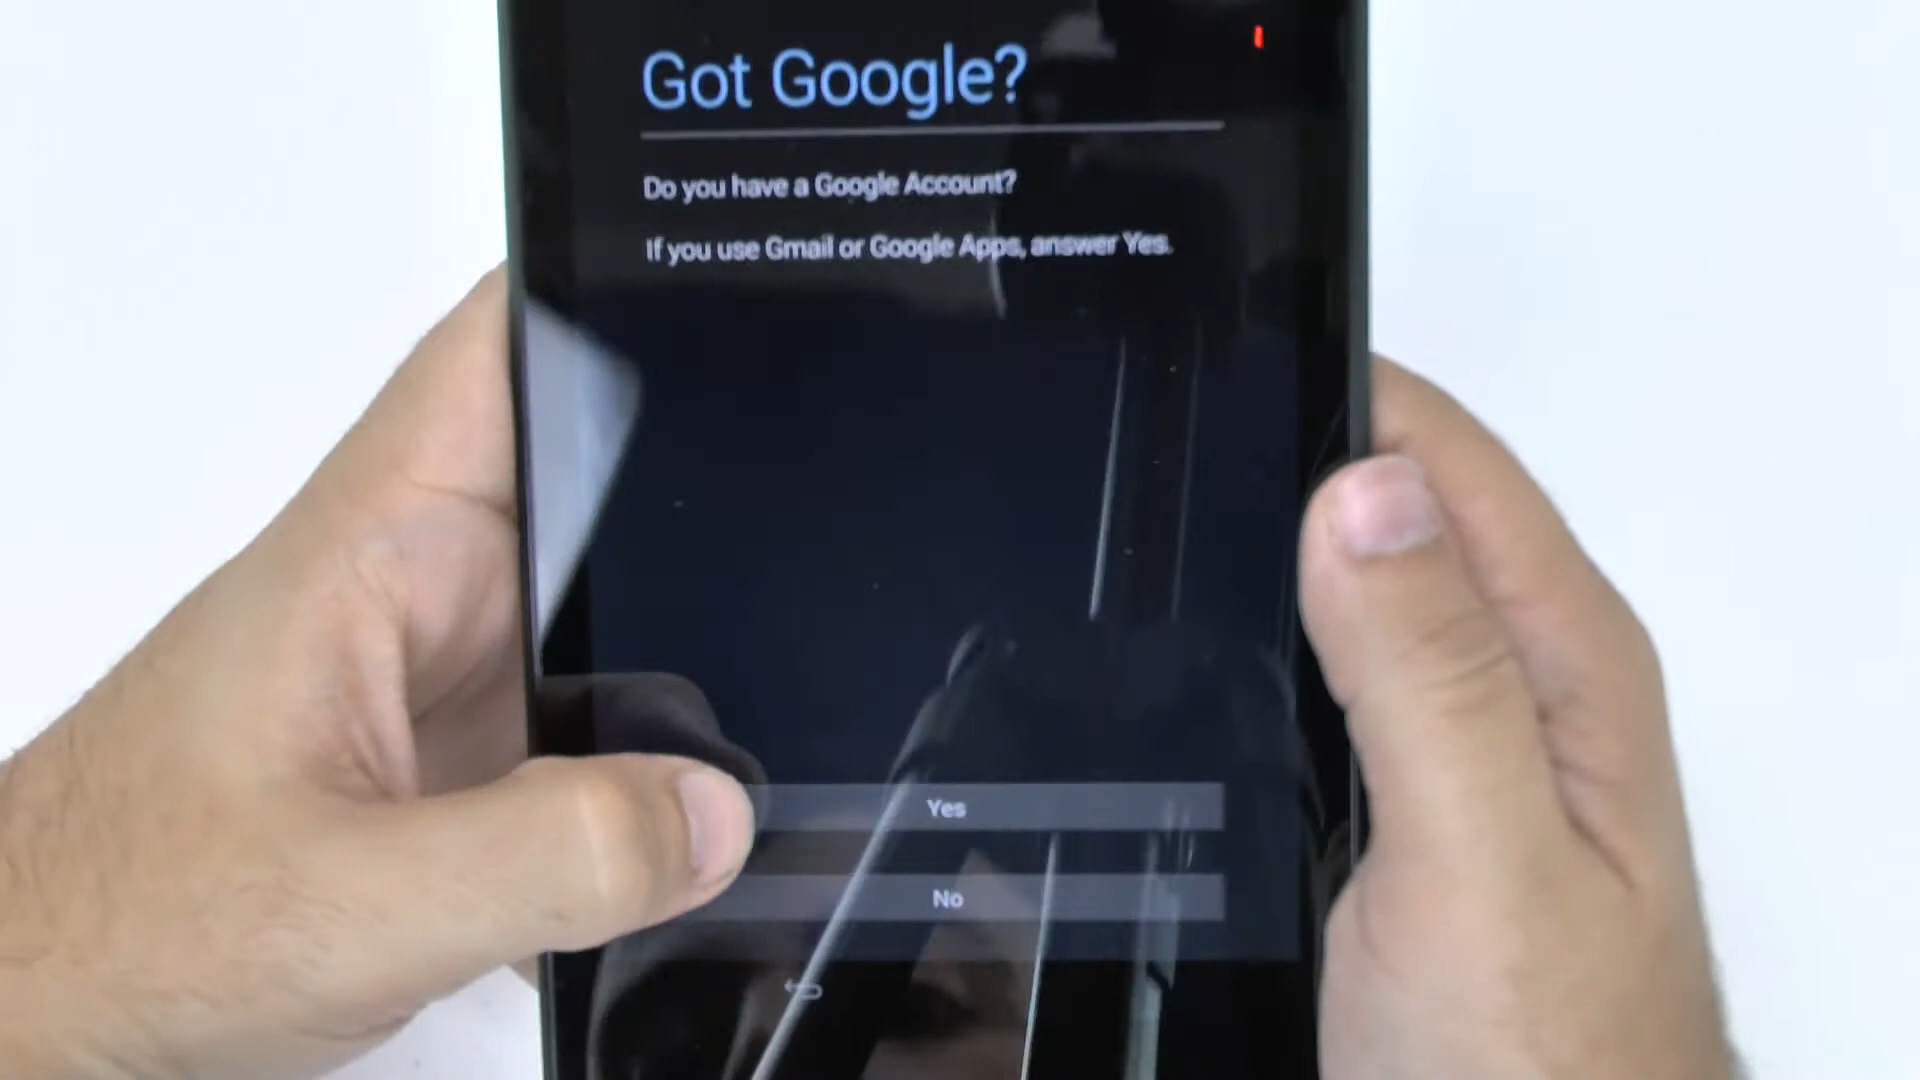 Got Google?
Do you have a Google Account?
If you use Gmail or Google Apps, answer Yes.
Yes
No